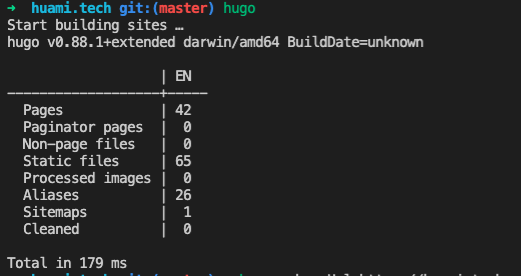 ➜ huami.tech git:(master) hugo
Start building sites …
hugo v0.88.1+extended darwin/amd64 BuildDate=unknown
| EN
-------------------+-----
Pages | 42
Paginator pages | 0
Non-page files | 0
Static files | 65
Processed images | 0
Aliases | 26
Sitemaps | 1
Cleaned | 0
Total in 179 ms